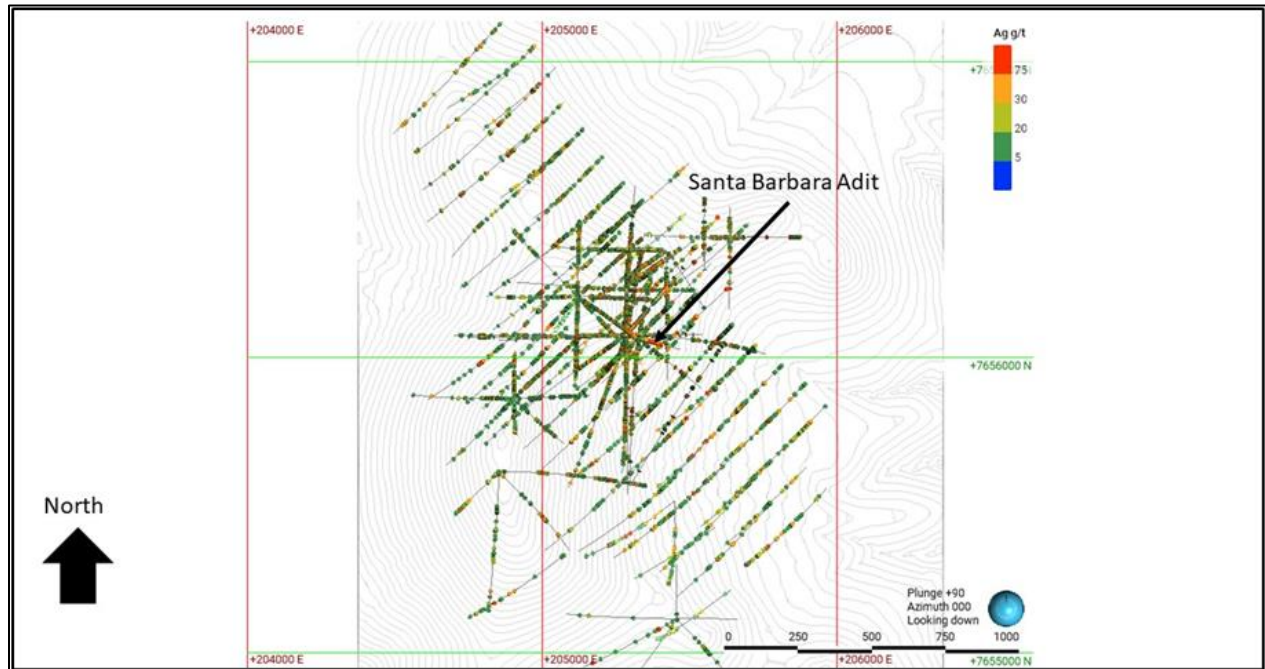 +204000 E
+205000 E
+206000 E
Ag g/t
75
30
20
5
Santa Barbara Adit
+7656000 N
North
Plunge +90
Azimuth 000
Looking down
0 250 500 750 1000
+204000 E
+205000 E
+206000 E
+7655000 N